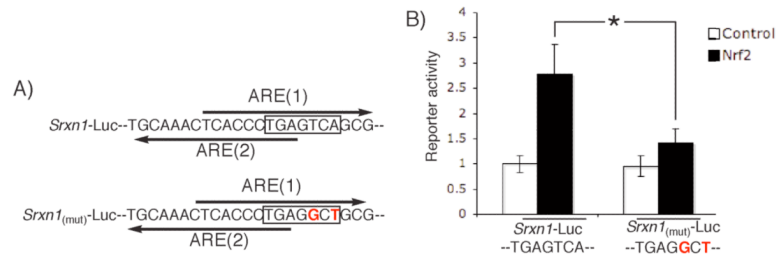 A)
ARE(1)
Srxn1-Luc--TGCAAACTCACCCTGAGTCAGCG--
ARE(2)
ARE(1)
Srxn1(mut)-Luc--TGCAAACTCACCCTGAGGCTGCG--
ARE(2)
B)
4
3.5
3
2.5
2
1.5
1
0.5
0
Reporter activity
*
Control
Nrf2
Srxn1-Luc
--TGAGTCA--
Srxn1(mut)-Luc
--TGAGGCT--